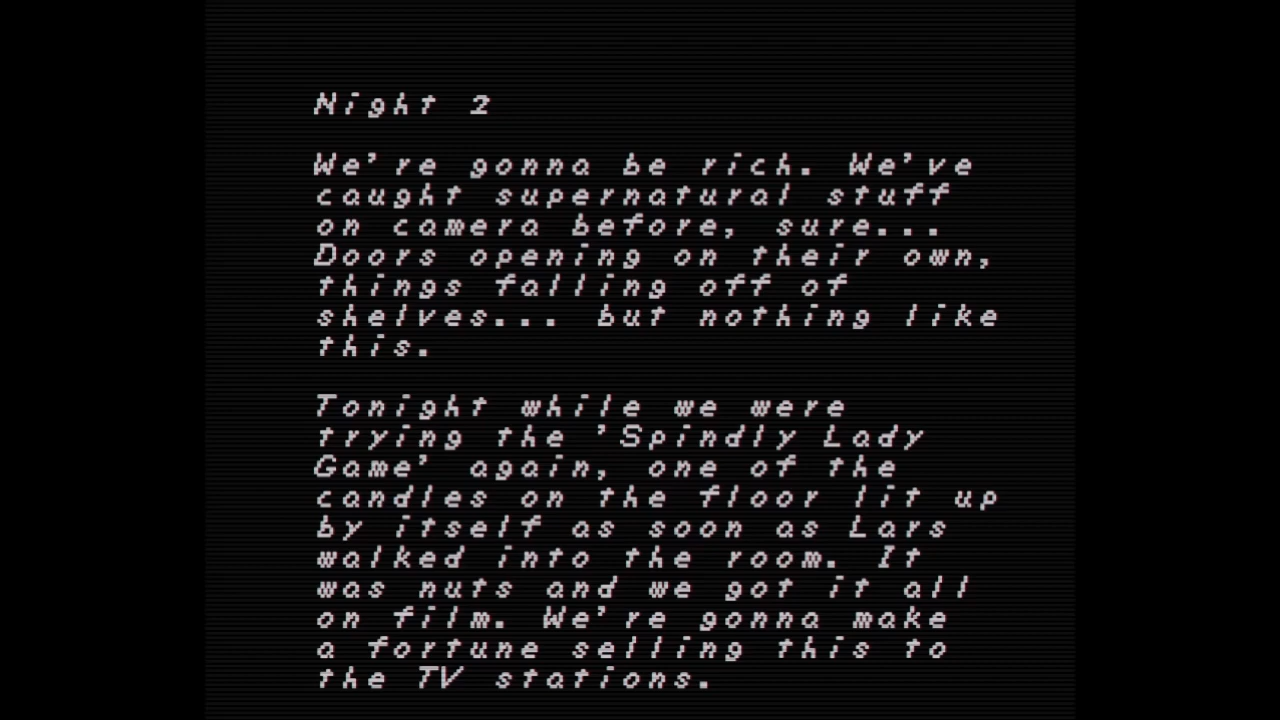 Night 2
We're gonna be rich. We've
caught supernatural stuff
on camera before, sure...
Doors opening on their own,
things falling off of
shelves... but nothing like
this.
Tonight while we were
trying the 'Spindly Lady
Game' again, one of the
candles on the floor lit up
by itself as soon as Lars
walked into the room. It
was nuts and we got it all
on film. We're gonna make
a fortune selling this to
the TV stations.